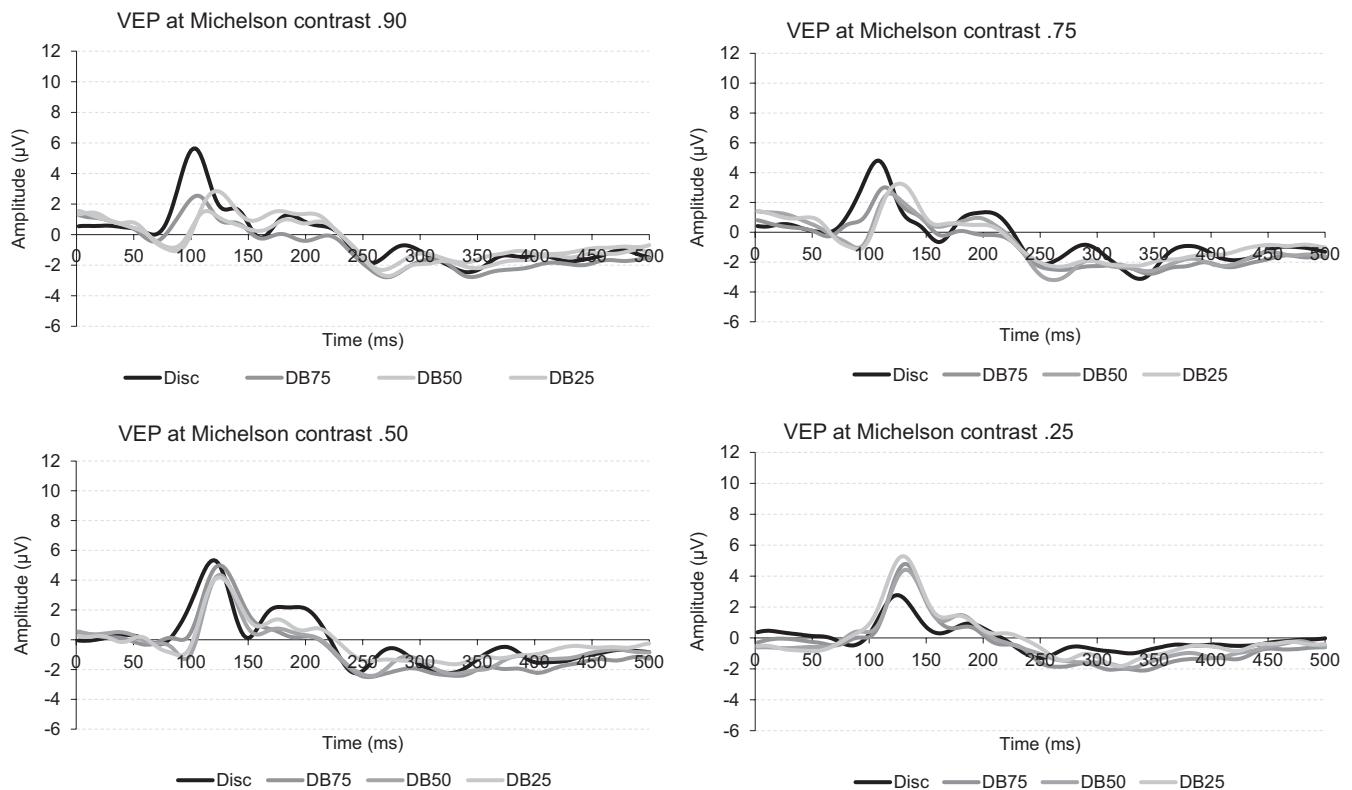 VEP at Michelson contrast .90
12
10
8
6
4
2
0
-2
-4
-6
Amplitude (μV)
0 50 100 150 200 250 300 350 400 450 500
Time (ms)
Disc DB75 DB50 DB25
VEP at Michelson contrast .75
12
10
8
6
4
2
0
-2
-4
-6
Amplitude (μV)
0 50 100 150 200 250 300 350 400 450 500
Time (ms)
Disc DB75 DB50 DB25
VEP at Michelson contrast .50
12
10
8
6
4
2
0
-2
-4
-6
Amplitude (μV)
0 50 100 150 200 250 300 350 400 450 500
Time (ms)
Disc DB75 DB50 DB25
VEP at Michelson contrast .25
12
10
8
6
4
2
0
-2
-4
-6
Amplitude (μV)
0 50 100 150 200 250 300 350 400 450 500
Time (ms)
Disc DB75 DB50 DB25